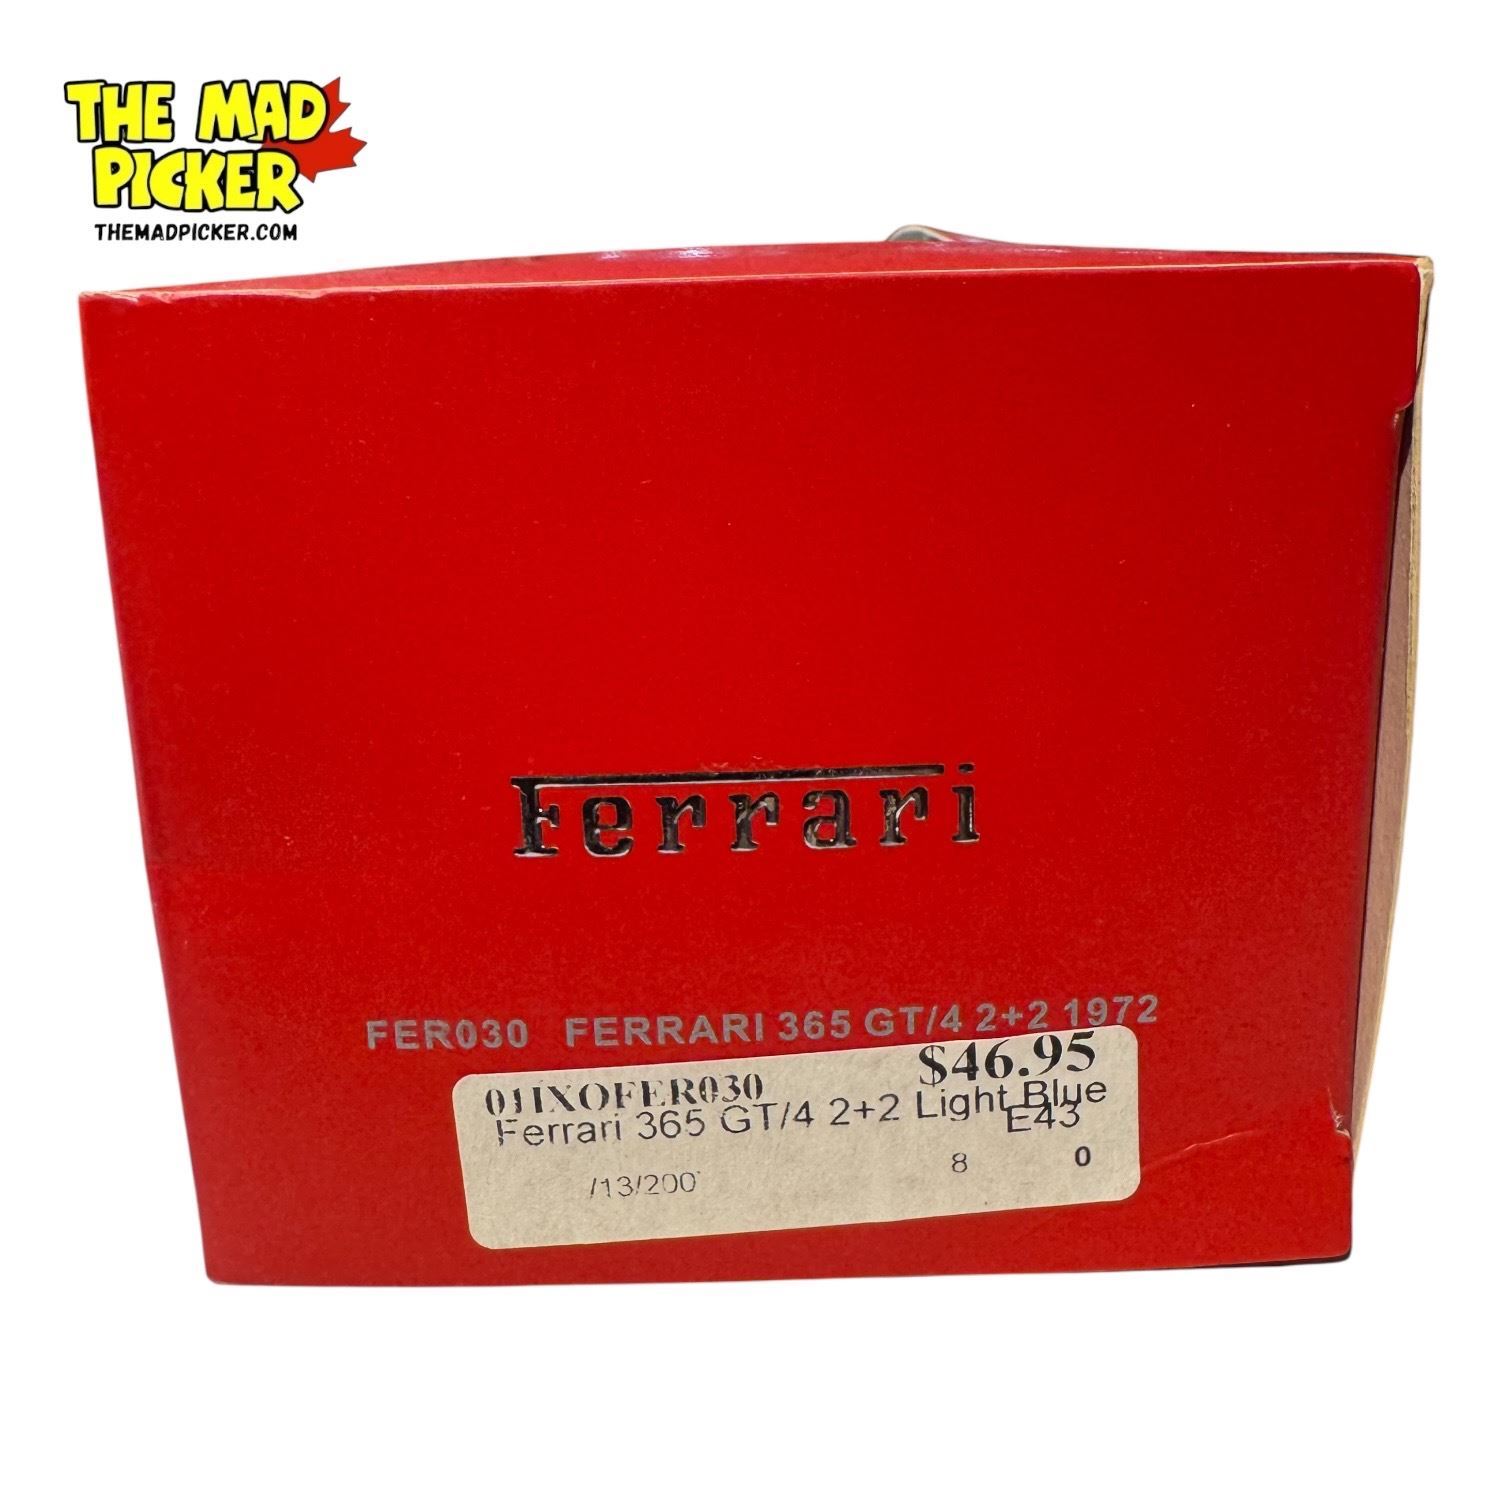 THE MAD
PICKER
THEMADPICKER.COM
Ferrari
FER030 FERRARI 365 GT/4 2+2 1972
$46.95
01IXOFER030
Ferrari 365 GT/4 2+2 Light Blue
E43
/13/200
8 0